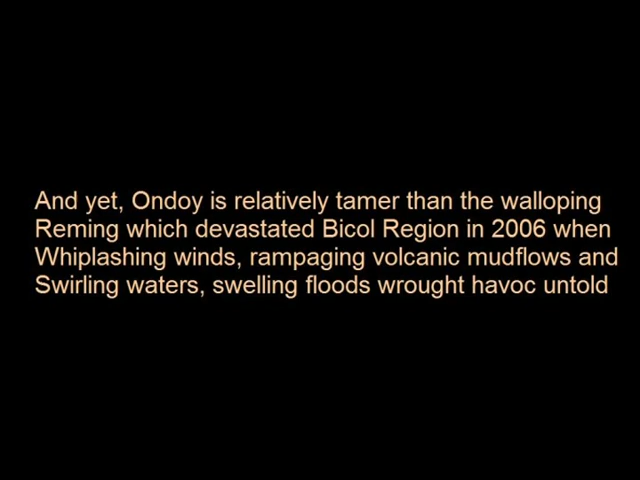 And yet, Ondoy is relatively tamer than the walloping
Reming which devastated Bicol Region in 2006 when
Whiplashing winds, rampaging volcanic mudflows and
Swirling waters, swelling floods wrought havoc untold